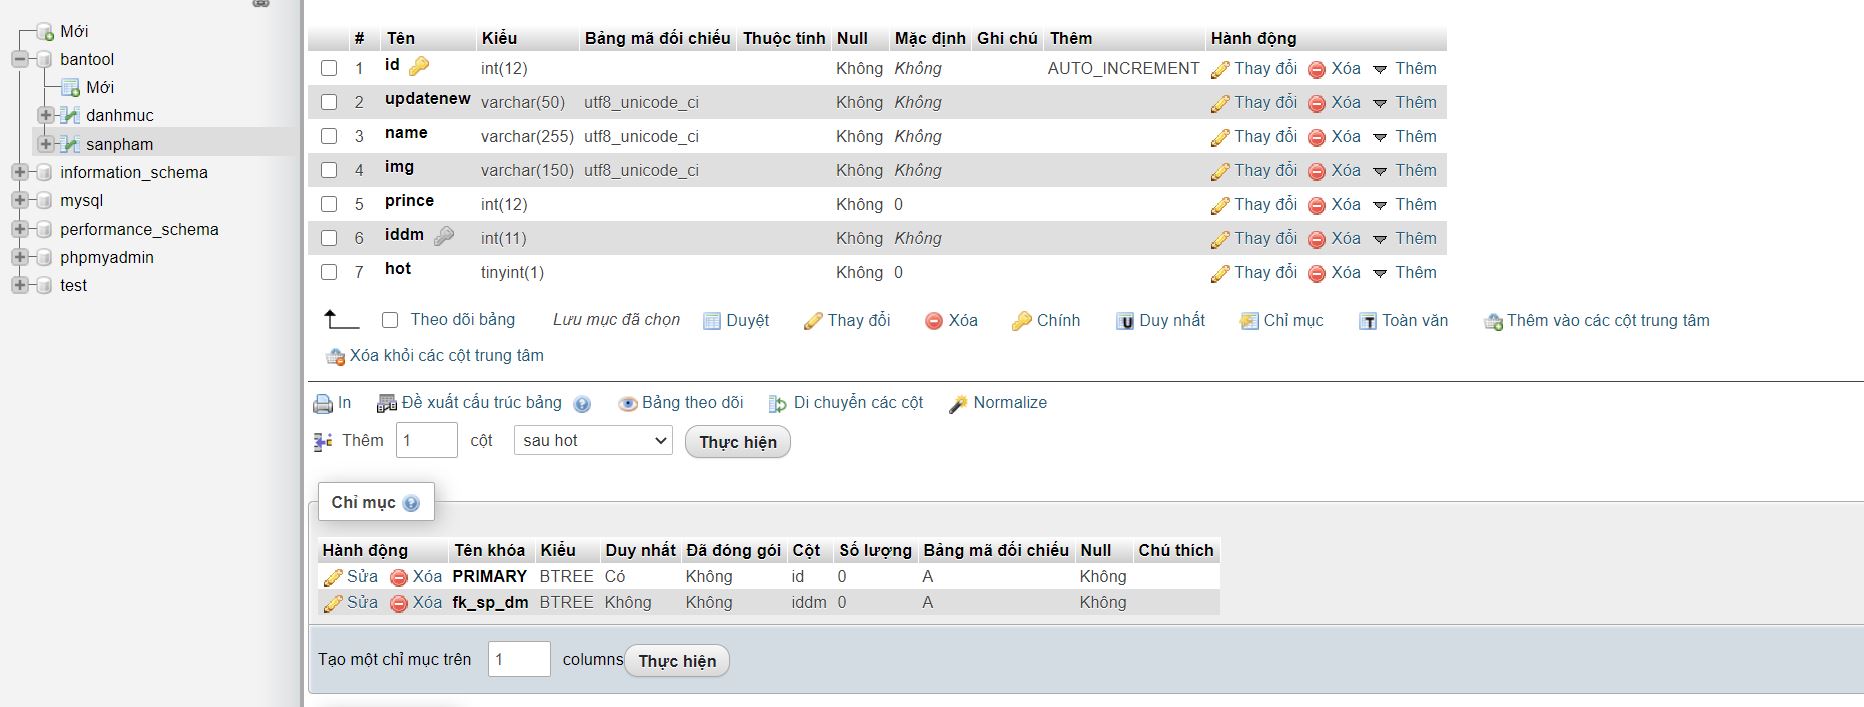 Mới
bantool
Mới
danhmuc
sanpham
information_schema
mysql
performance_schema
phpmyadmin
test
# Tên Kiểu Bảng mã đối chiếu Thuộc tính Null Mặc định Ghi chú Thêm Hành động
1 id int(12) Không Không AUTO_INCREMENT Thay đổi Xóa Thêm
2 updatenew varchar(50) utf8_unicode_ci Không Không Thay đổi Xóa Thêm
3 name varchar(255) utf8_unicode_ci Không Không Thay đổi Xóa Thêm
4 img varchar(150) utf8_unicode_ci Không Không Thay đổi Xóa Thêm
5 prince int(12) Không 0 Thay đổi Xóa Thêm
6 iddm int(11) Không Không Thay đổi Xóa Thêm
7 hot tinyint(1) Không 0 Thay đổi Xóa Thêm
Theo dõi bảng Lưu mục đã chọn Duyệt Thay đổi Xóa Chính U Duy nhất Chỉ mục T Toàn văn Thêm vào các cột trung tâm
Xóa khỏi các cột trung tâm
In Đề xuất cấu trúc bảng Bảng theo dõi Di chuyển các cột Normalize
Thêm 1 cột sau hot Thực hiện
Chỉ mục
Hành động Tên khóa Kiểu Duy nhất Đã đóng gói Cột Số lượng Bảng mã đối chiếu Null Chú thích
Sửa Xóa PRIMARY BTREE Có Không id 0 A Không
Sửa Xóa fk_sp_dm BTREE Không Không iddm 0 A Không
Tạo một chỉ mục trên 1 columns Thực hiện